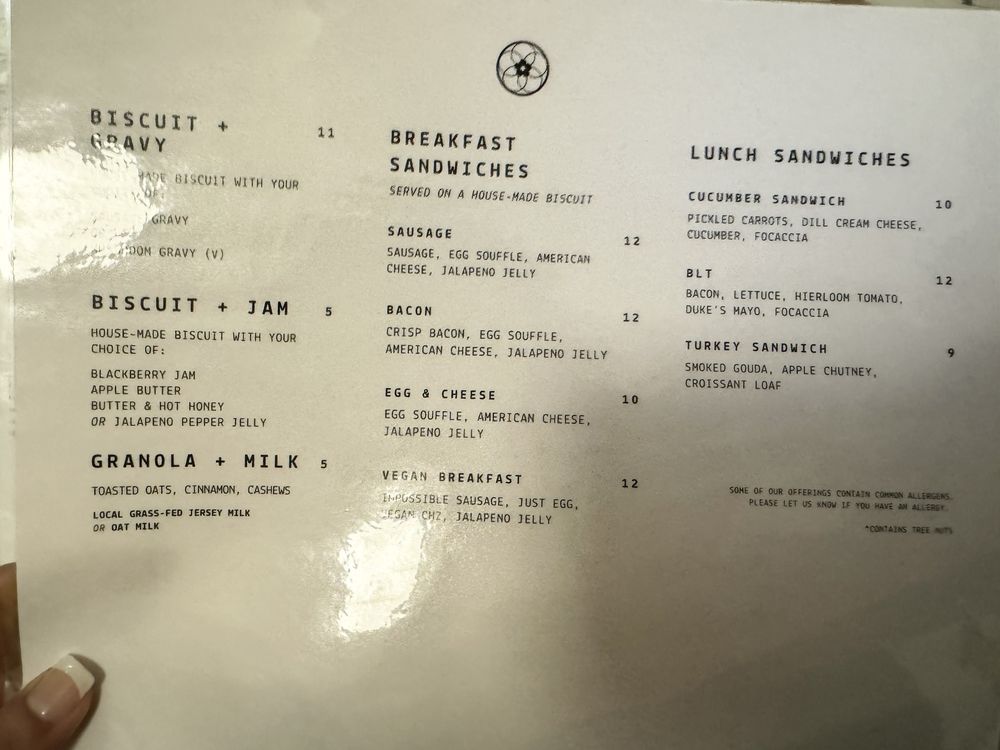 BISCUIT +
GRAVY
11
BISCUIT WITH YOUR
GRAVY
GRAVY (V)
BISCUIT + JAM 5
HOUSE-MADE BISCUIT WITH YOUR
CHOICE OF:
BLACKBERRY JAM
APPLE BUTTER
BUTTER & HOT HONEY
OR JALAPENO PEPPER JELLY
GRANOLA + MILK 5
TOASTED OATS, CINNAMON, CASHEWS
LOCAL GRASS-FED JERSEY MILK
OR OAT MILK
BREAKFAST
SANDWICHES
SERVED ON A HOUSE-MADE BISCUIT
SAUSAGE 12
SAUSAGE, EGG SOUFFLE, AMERICAN
CHEESE, JALAPENO JELLY
BACON 12
CRISP BACON, EGG SOUFFLE,
AMERICAN CHEESE, JALAPENO JELLY
EGG & CHEESE 10
EGG SOUFFLE, AMERICAN CHEESE,
JALAPENO JELLY
VEGAN BREAKFAST 12
IMPOSSIBLE SAUSAGE, JUST EGG,
VEGAN CHZ, JALAPENO JELLY
LUNCH SANDWICHES
CUCUMBER SANDWICH 10
PICKLED CARROTS, DILL CREAM CHEESE,
CUCUMBER, FOCACCIA
BLT 12
BACON, LETTUCE, HIERLOOM TOMATO,
DUKE'S MAYO, FOCACCIA
TURKEY SANDWICH 9
SMOKED GOUDA, APPLE CHUTNEY,
CROISSANT LOAF
SOME OF OUR OFFERINGS CONTAIN COMMON ALLERGENS.
PLEASE LET US KNOW IF YOU HAVE AN ALLERGY.
^CONTAINS TREE NUTS